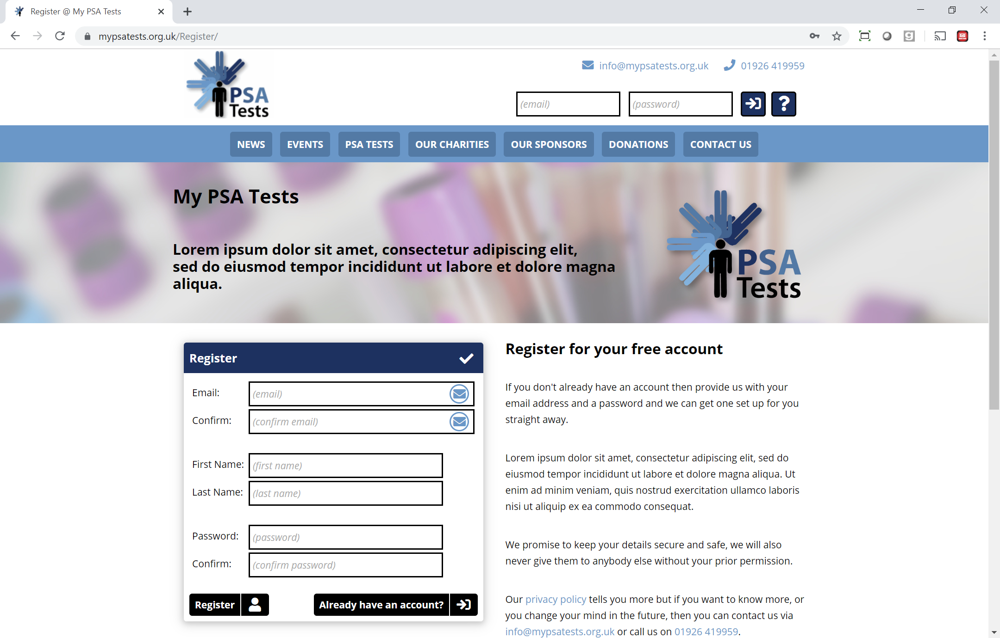 Register @ My PSA Tests
mypsatests.org.uk/Register/
PSA
Tests
info@mypsatests.org.uk 01926 419959
(email) (password)
NEWS EVENTS PSA TESTS OUR CHARITIES OUR SPONSORS DONATIONS CONTACT US
My PSA Tests
Lorem ipsum dolor sit amet, consectetur adipiscing elit,
sed do eiusmod tempor incididunt ut labore et dolore magna
aliqua.
PSA
Tests
Register
Email: (email)
Confirm: (confirm email)
First Name: (first name)
Last Name: (last name)
Password: (password)
Confirm: (confirm password)
Register Already have an account?
Register for your free account
If you don't already have an account then provide us with your
email address and a password and we can get one set up for you
straight away.
Lorem ipsum dolor sit amet, consectetur adipiscing elit, sed do
eiusmod tempor incididunt ut labore et dolore magna aliqua. Ut
enim ad minim veniam, quis nostrud exercitation ullamco laboris
nisi ut aliquip ex ea commodo consequat.
We promise to keep your details secure and safe, we will also
never give them to anybody else without your prior permission.
Our privacy policy tells you more but if you want to know more, or
you change your mind in the future, then you can contact us via
info@mypsatests.org.uk or call us on 01926 419959.